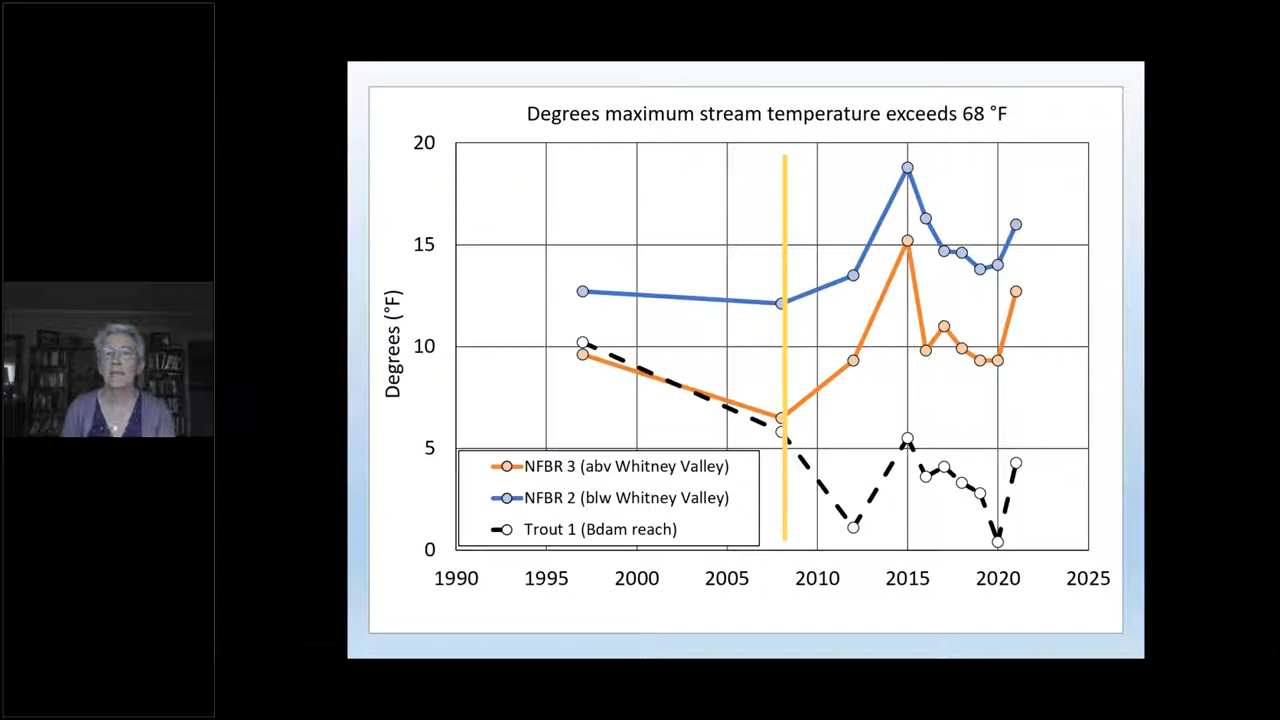 Degrees maximum stream temperature exceeds 68 °F
20
15
10
5
0
Degrees (°F)
NFBR 3 (abv Whitney Valley)
NFBR 2 (blw Whitney Valley)
Trout 1 (Bdam reach)
1990 1995 2000 2005 2010 2015 2020 2025